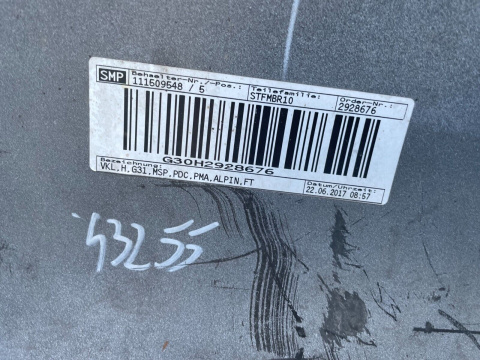 SMP
Behaelter-Nr./-Pos.:
111609548 / 5
Teilefamilie:
STFMBR10
Order-Nr.:
2928676
G30H2928676
Bezeichnung:
VKL.H.G31.MSP.PDC.PMA.ALPIN.FT
Datum/Uhrzeit:
22.06.2017 08:57
43255